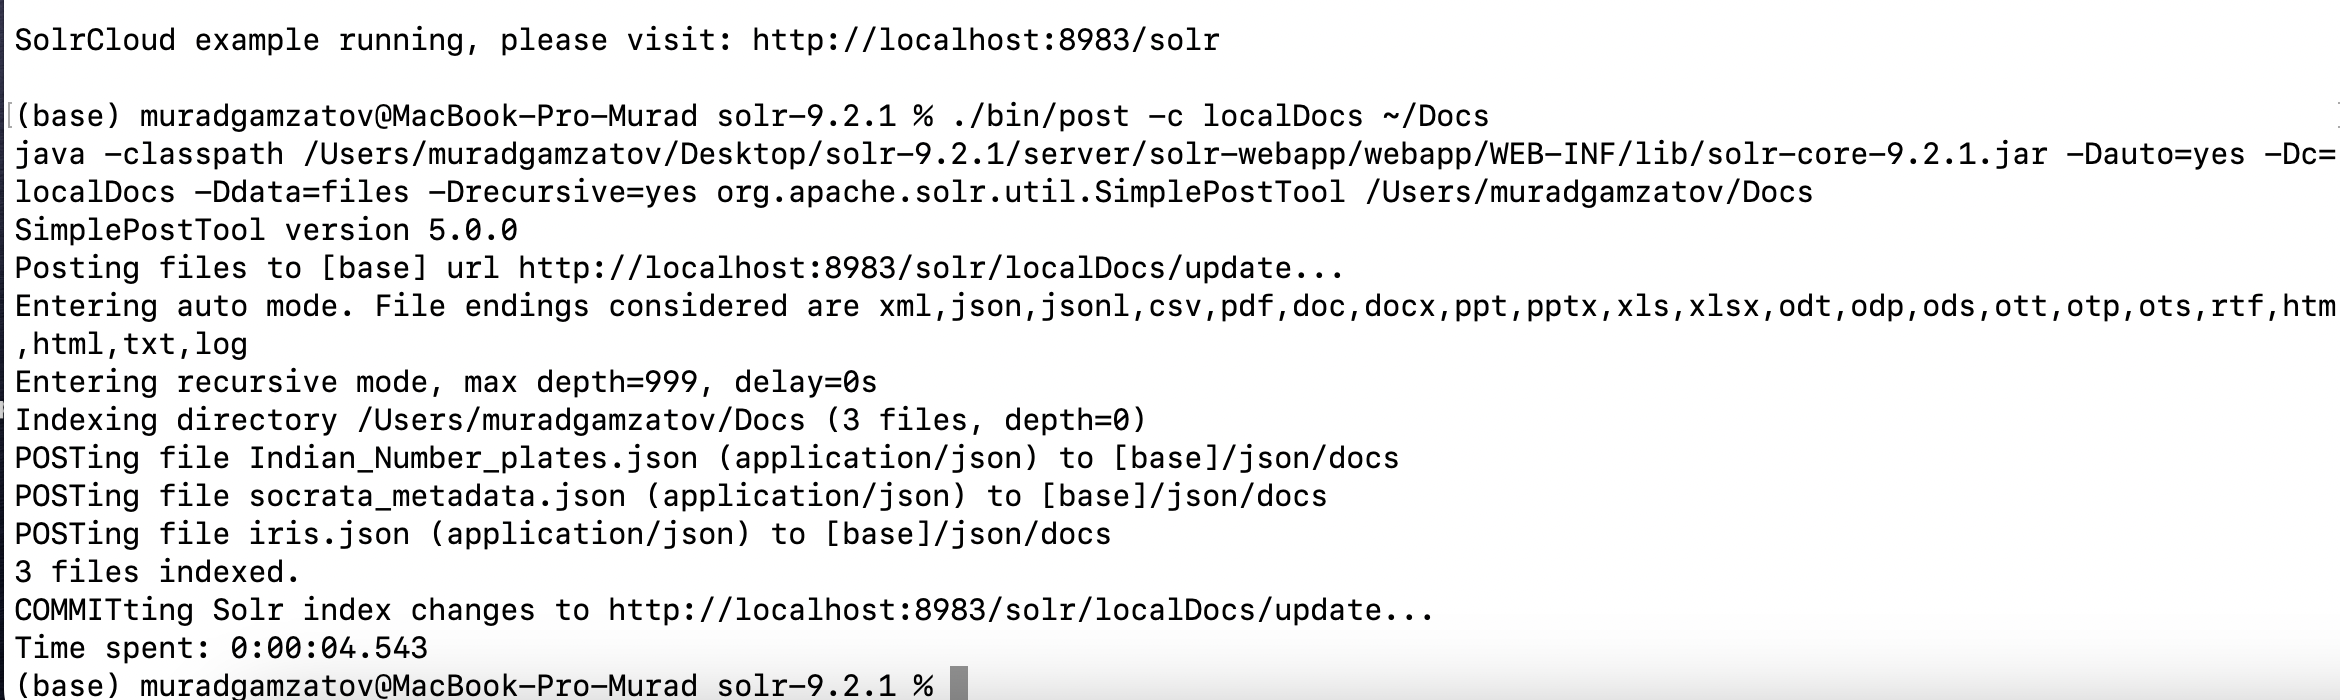 SolrCloud example running, please visit: http://localhost:8983/solr
(base) muradgamzatov@MacBook-Pro-Murad solr-9.2.1 % ./bin/post -c localDocs ~/Docs
java -classpath /Users/muradgamzatov/Desktop/solr-9.2.1/server/solr-webapp/webapp/WEB-INF/lib/solr-core-9.2.1.jar -Dauto=yes -Dc=
localDocs -Ddata=files -Drecursive=yes org.apache.solr.util.SimplePostTool /Users/muradgamzatov/Docs
SimplePostTool version 5.0.0
Posting files to [base] url http://localhost:8983/solr/localDocs/update...
Entering auto mode. File endings considered are xml,json,jsonl,csv,pdf,doc,docx,ppt,pptx,xls,xlsx,odt,odp,ods,ott,otp,ots,rtf,htm
,html,txt,log
Entering recursive mode, max depth=999, delay=0s
Indexing directory /Users/muradgamzatov/Docs (3 files, depth=0)
POSTing file Indian_Number_plates.json (application/json) to [base]/json/docs
POSTing file socrata_metadata.json (application/json) to [base]/json/docs
POSTing file iris.json (application/json) to [base]/json/docs
3 files indexed.
COMMITting Solr index changes to http://localhost:8983/solr/localDocs/update...
Time spent: 0:00:04.543
(base) muradgamzatov@MacBook-Pro-Murad solr-9.2.1 %